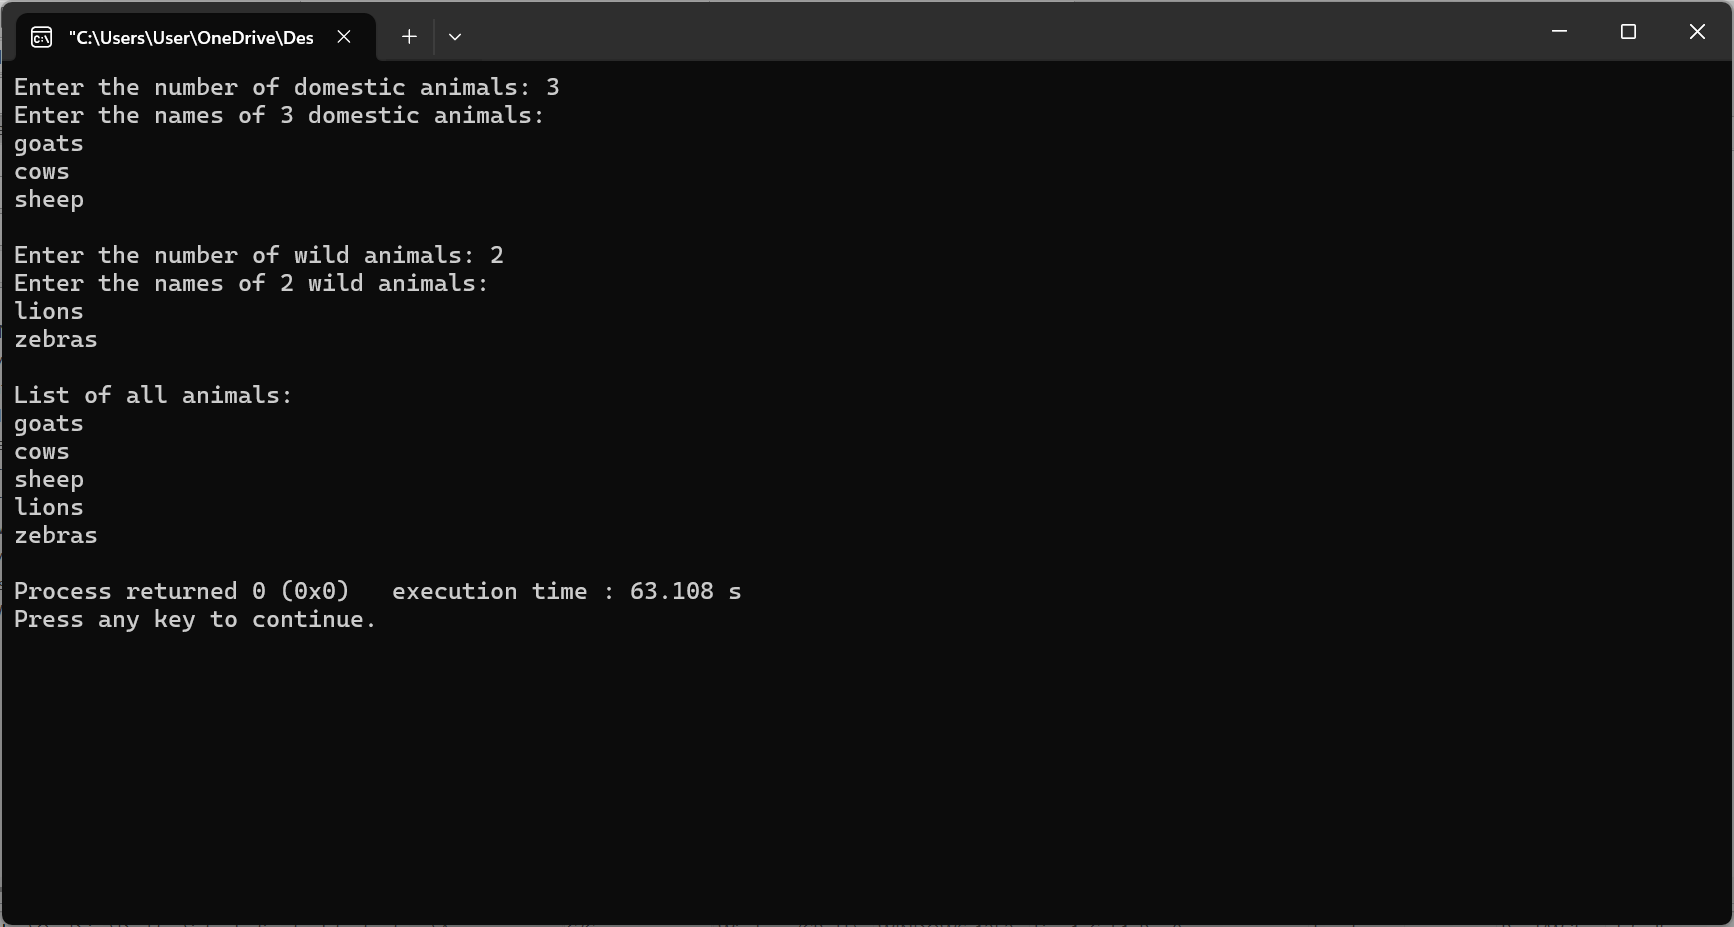 "C:\Users\User\OneDrive\Des
Enter the number of domestic animals: 3
Enter the names of 3 domestic animals:
goats
cows
sheep
Enter the number of wild animals: 2
Enter the names of 2 wild animals:
lions
zebras
List of all animals:
goats
cows
sheep
lions
zebras
Process returned 0 (0x0)   execution time : 63.108 s
Press any key to continue.